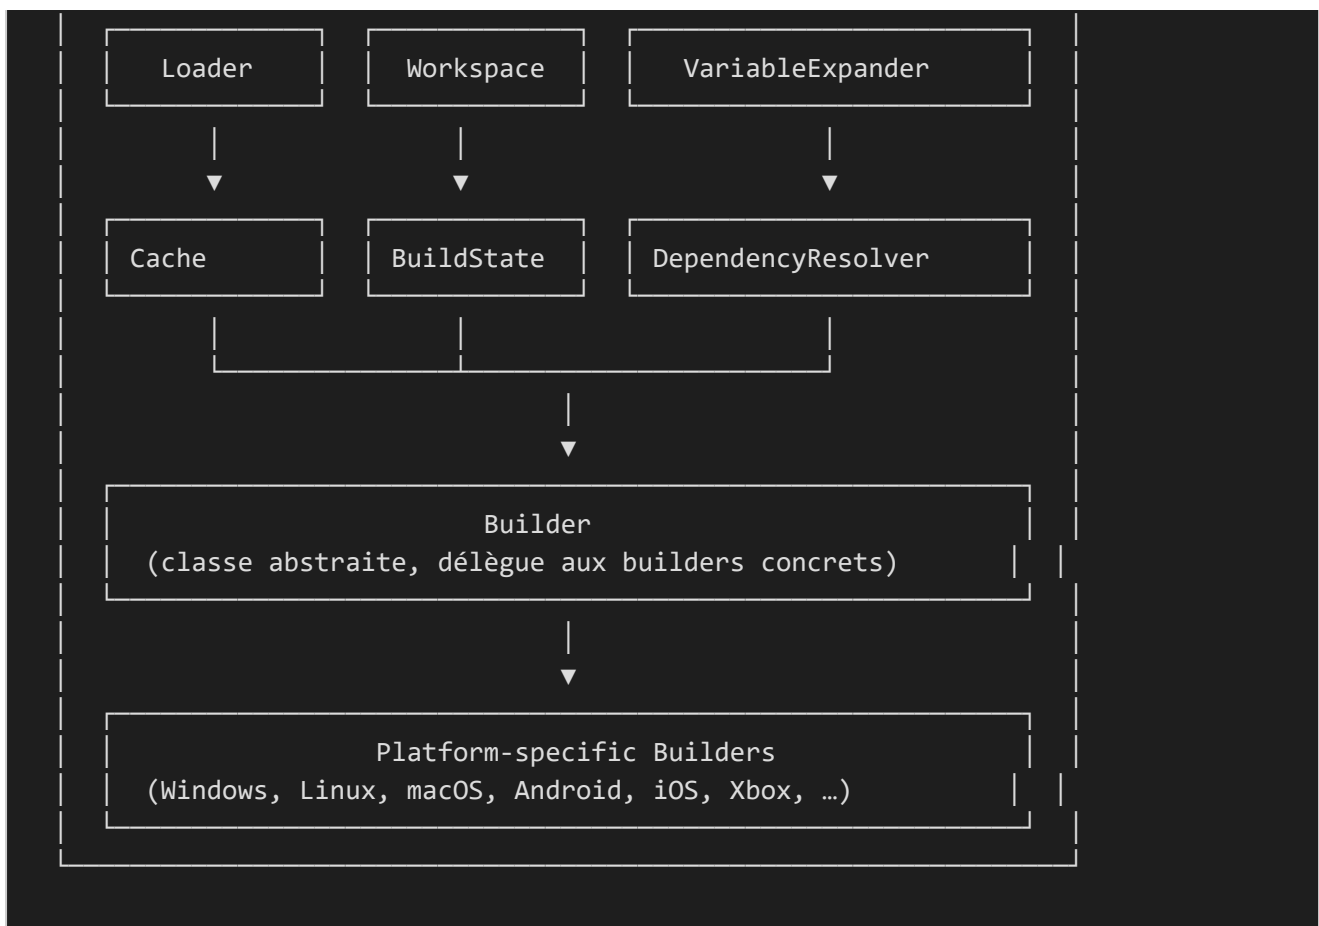 Loader Workspace VariableExpander
Cache BuildState DependencyResolver
Builder
(classe abstraite, délègue aux builders concrets)
Platform-specific Builders
(Windows, Linux, macOS, Android, iOS, Xbox, …)